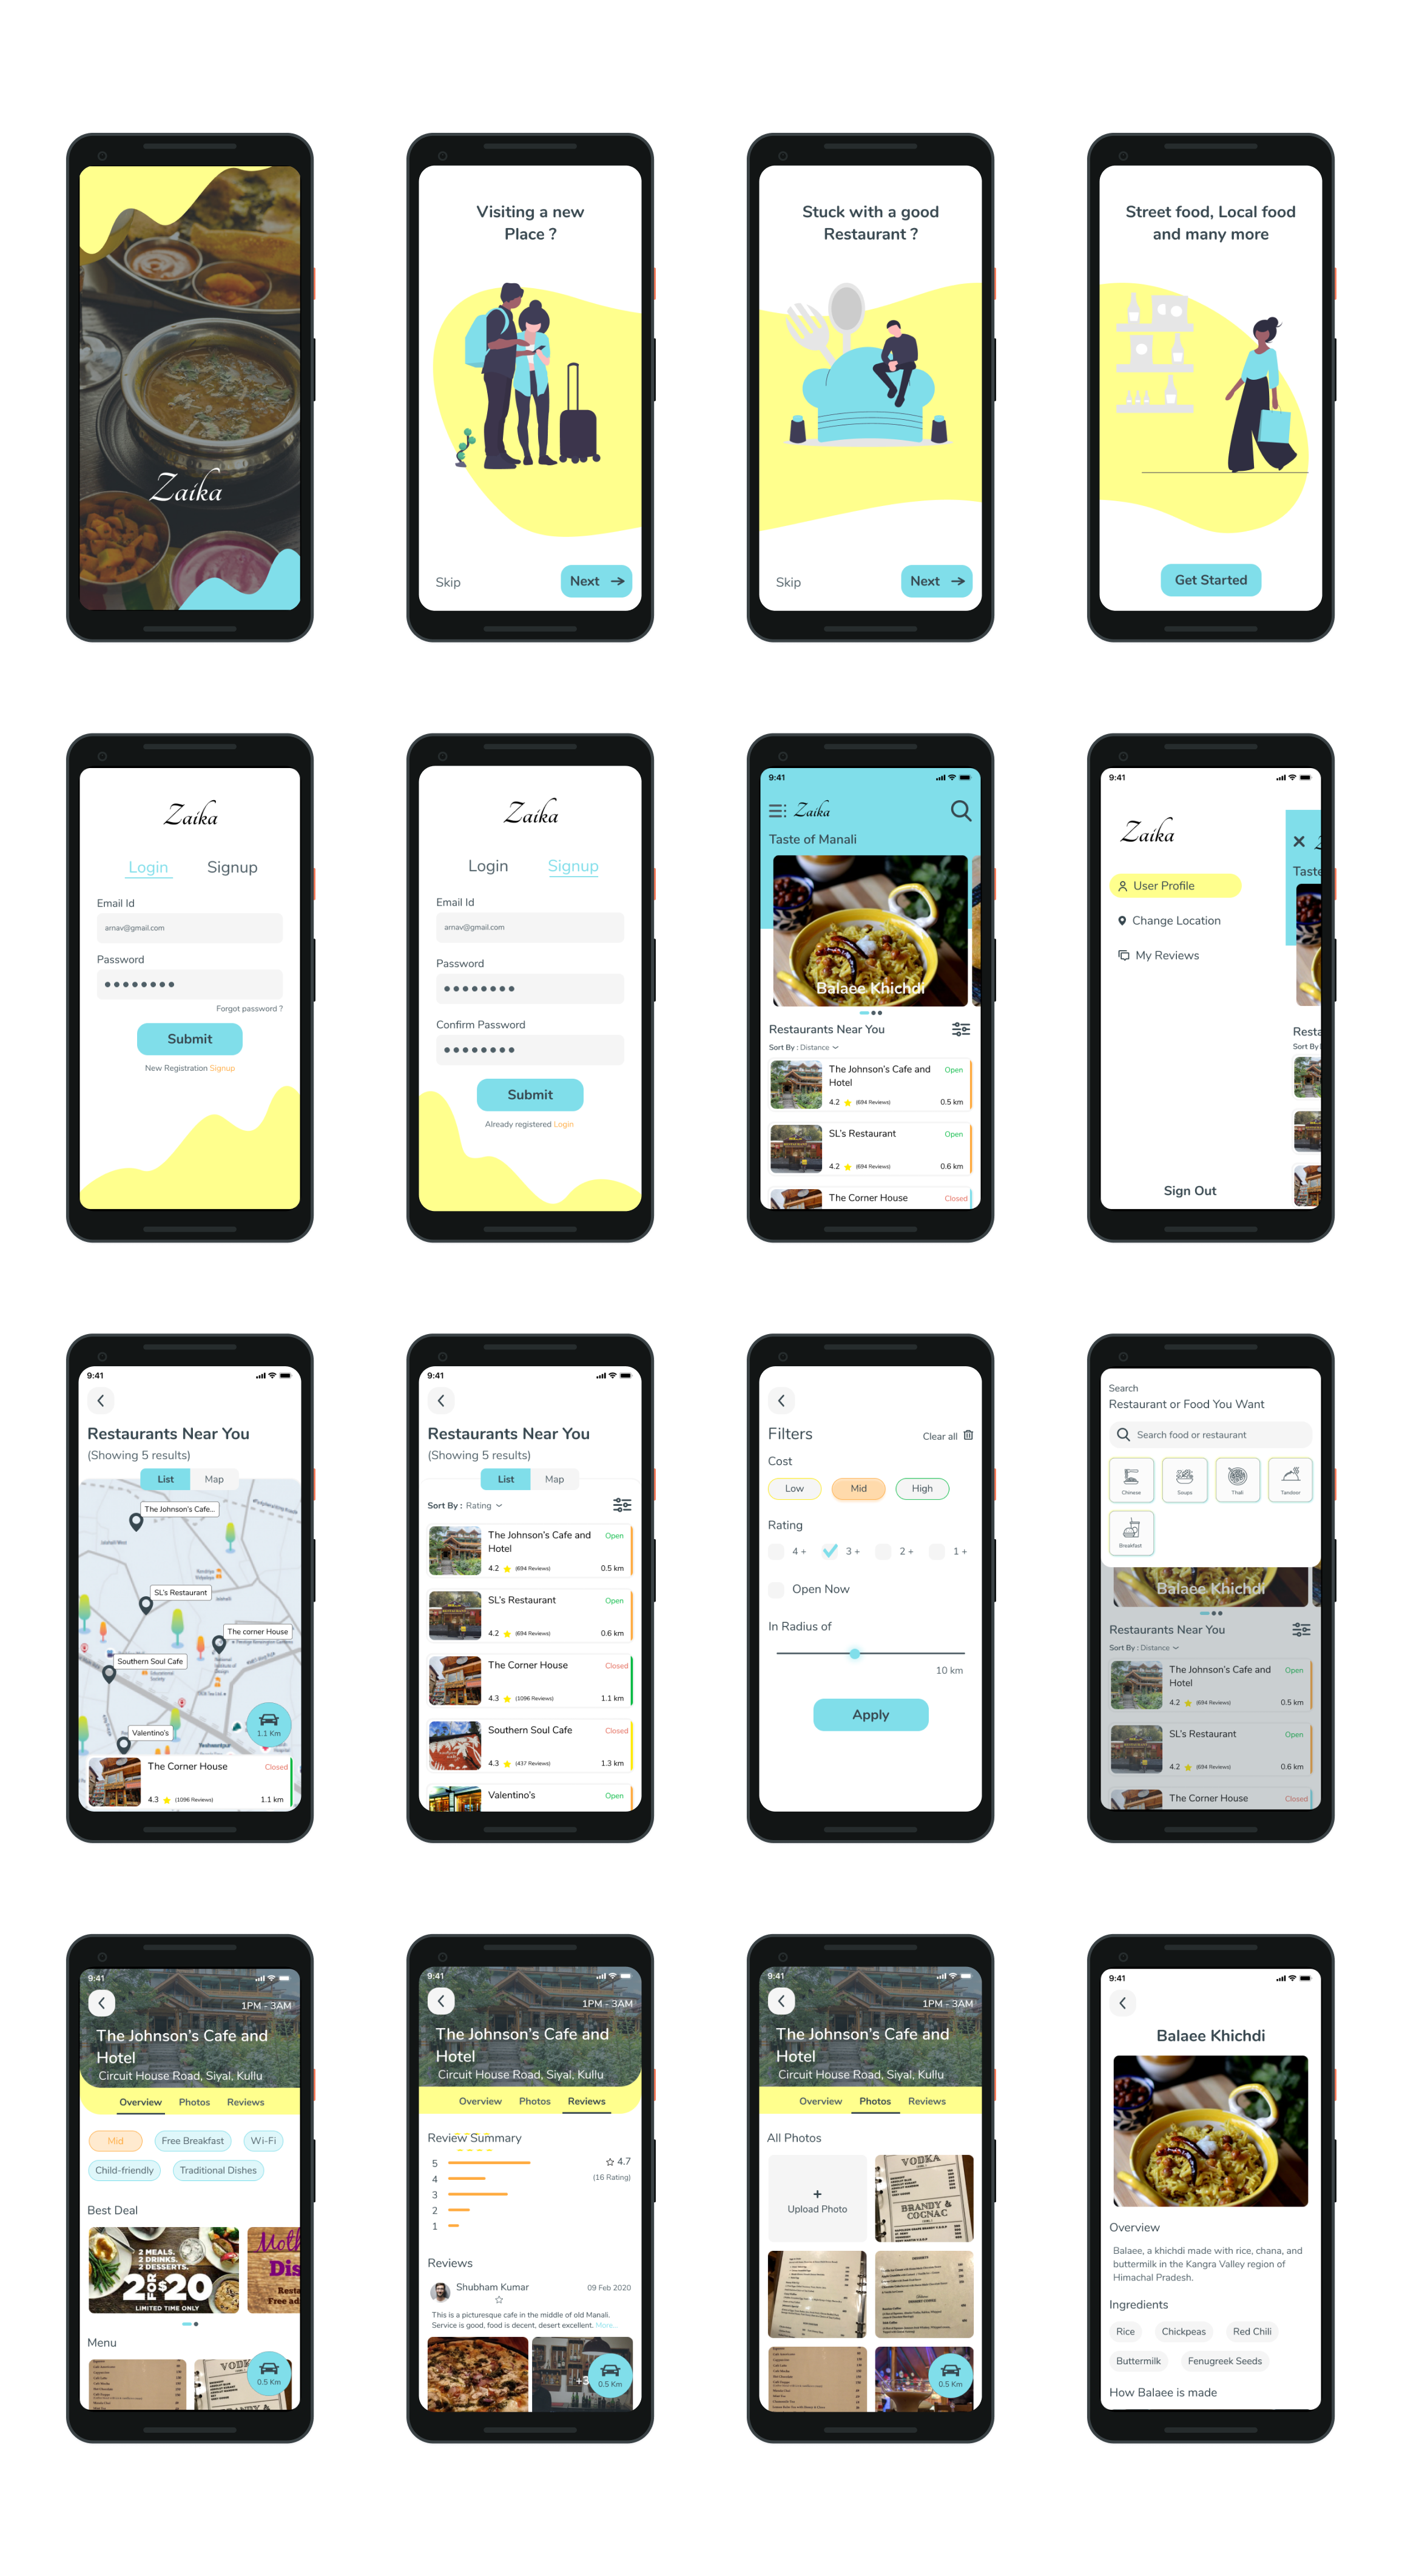 Zaika
Visiting a new
Place ?
Skip
Next
Stuck with a good
Restaurant ?
Skip
Next
Street food, Local food
and many more
Get Started
Zaika
Login Signup
Email Id
arnav@gmail.com
Password
Forgot password ?
Submit
New Registration Signup
Zaika
Login Signup
Email Id
arnav@gmail.com
Password
Confirm Password
Submit
Already registered Login
9:41
Zaika
Taste of Manali
Balaee Khichdi
Restaurants Near You
Sort By : Distance
The Johnson's Cafe and Open
Hotel
4.2 (694 Reviews) 0.5 km
SL's Restaurant Open
4.2 (694 Reviews) 0.6 km
The Corner House Closed
9:41
Zaika
User Profile
Change Location
My Reviews
Sign Out
Taste
Resta
Sort By
9:41
Restaurants Near You
(Showing 5 results)
List Map
The Johnson's Cafe...
SL's Restaurant
The corner House
Southern Soul Cafe
1.1 Km
Valentino's
The Corner House Closed
4.3 (1096 Reviews) 1.1 km
9:41
Restaurants Near You
(Showing 5 results)
List Map
Sort By : Rating
The Johnson's Cafe and Open
Hotel
4.2 (694 Reviews) 0.5 km
SL's Restaurant Open
4.2 (694 Reviews) 0.6 km
The Corner House Closed
4.3 (1096 Reviews) 1.1 km
Southern Soul Cafe Closed
4.3 (437 Reviews) 1.3 km
Valentino's Open
Filters Clear all
Cost
Low Mid High
Rating
4 + 3 + 2 + 1 +
Open Now
In Radius of
10 km
Apply
Search
Restaurant or Food You Want
Search food or restaurant
Chinese Soups Thali Tandoor
Breakfast
Balaee Khichdi
Restaurants Near You
Sort By : Distance
The Johnson's Cafe and Open
Hotel
4.2 (694 Reviews) 0.5 km
SL's Restaurant Open
4.2 (694 Reviews) 0.6 km
The Corner House Closed
9:41
1PM - 3AM
The Johnson's Cafe and
Hotel
Circuit House Road, Siyal, Kullu
Overview Photos Reviews
Mid Free Breakfast Wi-Fi
Child-friendly Traditional Dishes
Best Deal
2 MEALS.
2 DRINKS.
2 DESSERTS.
2 FOR $20
LIMITED TIME ONLY
Moth
Dis
Resta
Free ad
Menu
VODK
0.5 Km
9:41
1PM - 3AM
The Johnson's Cafe and
Hotel
Circuit House Road, Siyal, Kullu
Overview Photos Reviews
Review Summary
5
4
3
2
1
4.7
(16 Rating)
Reviews
Shubham Kumar 09 Feb 2020
This is a picturesque cafe in the middle of old Manali.
Service is good, food is decent, desert excellent. More...
+3
0.5 Km
9:41
1PM - 3AM
The Johnson's Cafe and
Hotel
Circuit House Road, Siyal, Kullu
Overview Photos Reviews
All Photos
+
Upload Photo
VODKA
BRANDY &
COGNAC
0.5 Km
9:41
Balaee Khichdi
Overview
Balaee, a khichdi made with rice, chana, and
buttermilk in the Kangra Valley region of
Himachal Pradesh.
Ingredients
Rice Chickpeas Red Chili
Buttermilk Fenugreek Seeds
How Balaee is made